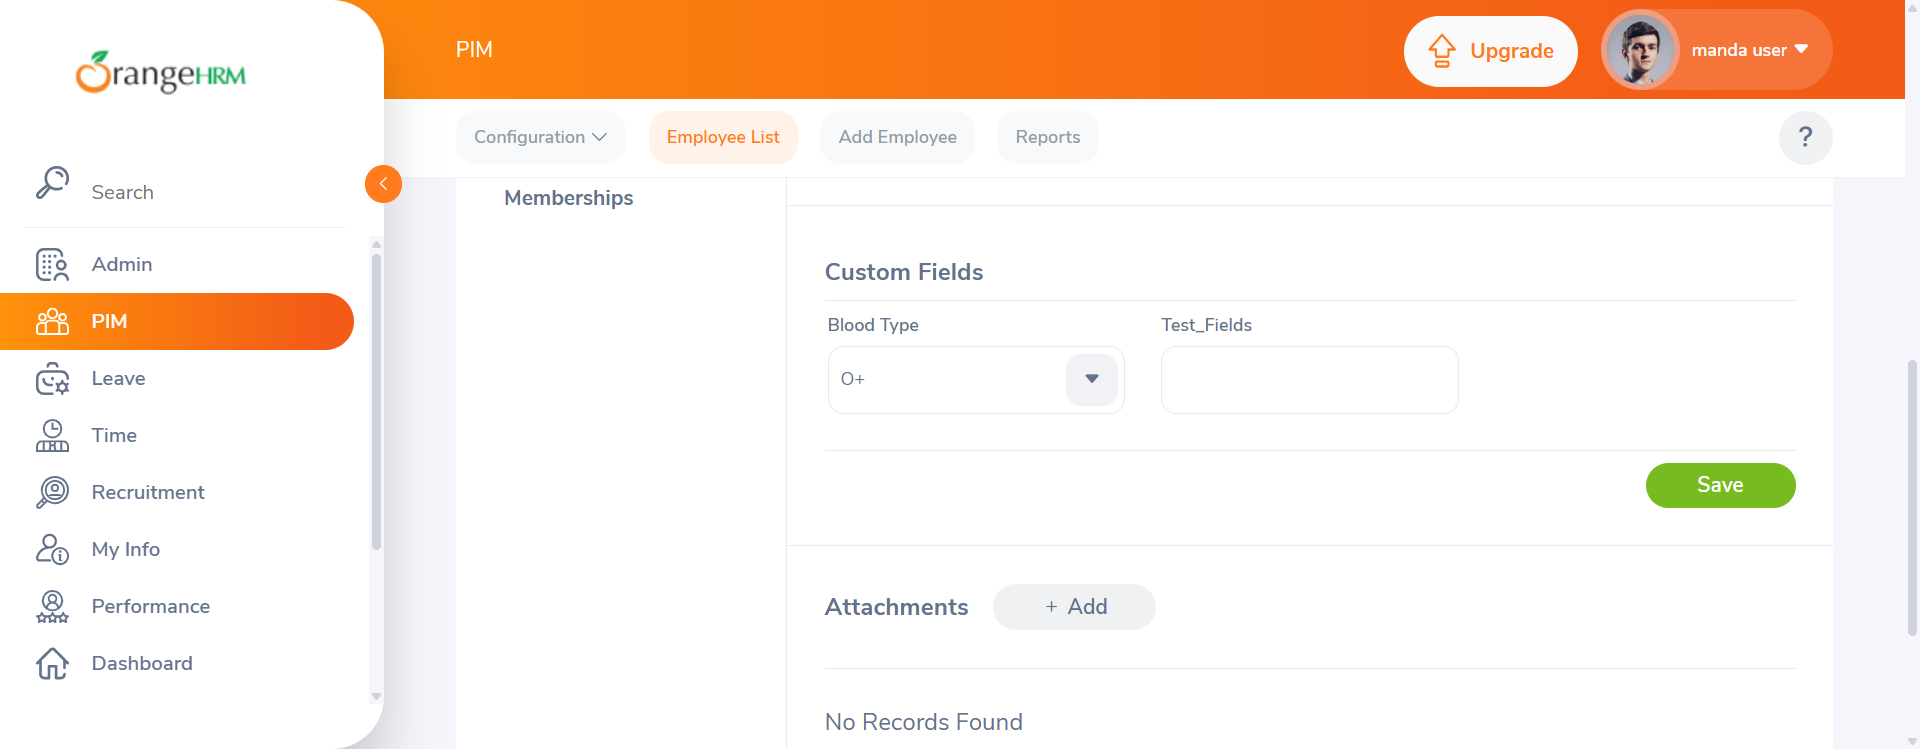 OrangeHRM
PIM
Upgrade
manda user
Configuration
Employee List
Add Employee
Reports
?
Search
Admin
PIM
Leave
Time
Recruitment
My Info
Performance
Dashboard
Memberships
Custom Fields
Blood Type
Test_Fields
O+
Save
Attachments
+ Add
No Records Found